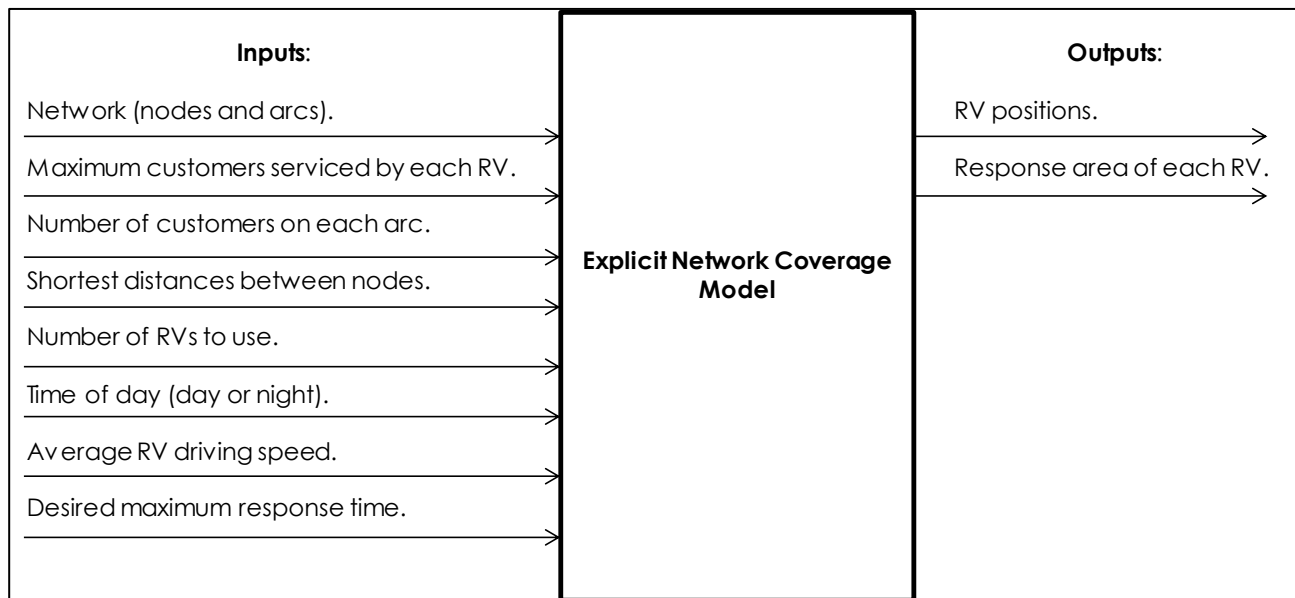 Inputs:
Network (nodes and arcs).
Maximum customers serviced by each RV.
Number of customers on each arc.
Shortest distances between nodes.
Number of RVs to use.
Time of day (day or night).
Average RV driving speed.
Desired maximum response time.
Explicit Network Coverage
Model
Outputs:
RV positions.
Response area of each RV.